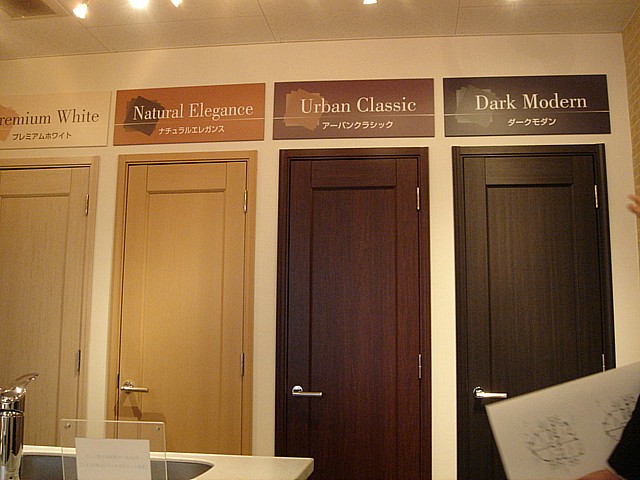 remium White
プレミアムホワイト
Natural Elegance
ナチュラルエレガンス
Urban Classic
アーバンクラシック
Dark Modern
ダークモダン